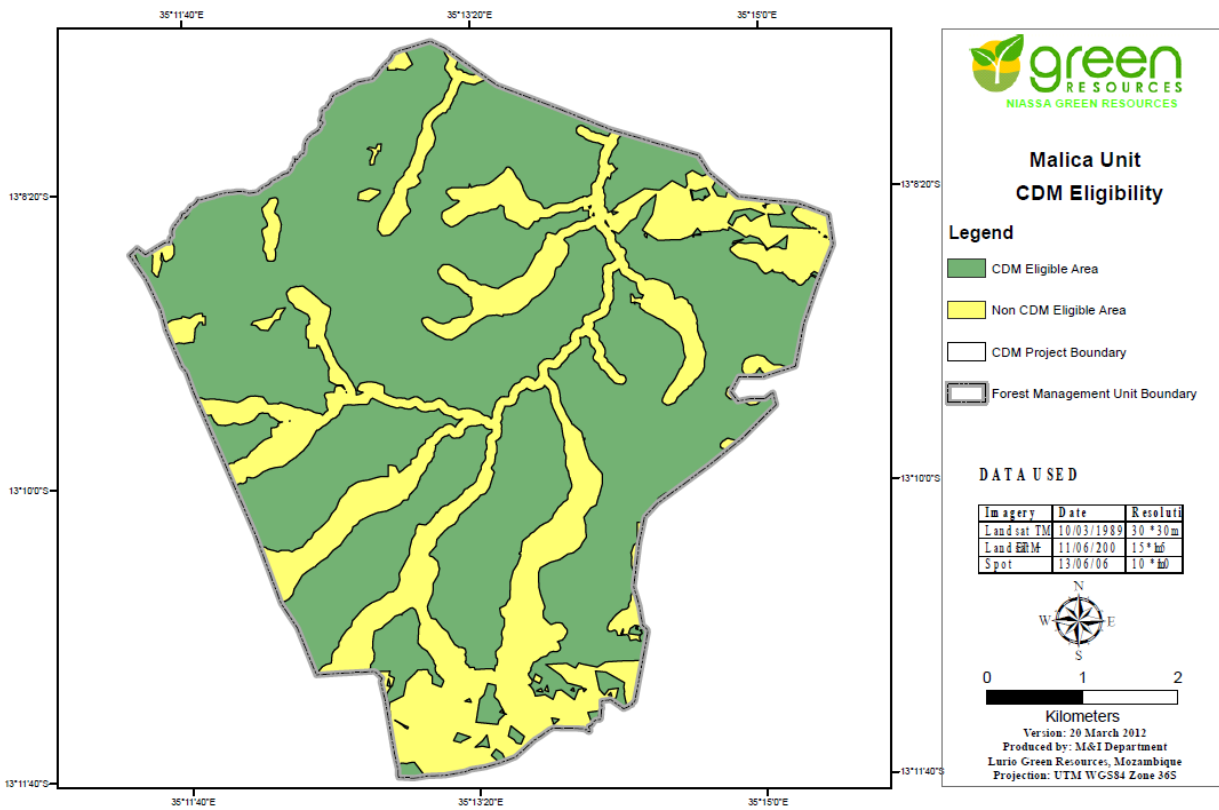 35°11'40"E
35°13'20"E
35°15'0"E
13°8'20"S
13°8'20"S
13°10'0"S
13°10'0"S
13°11'40"S
13°11'40"S
35°11'40"E
35°13'20"E
35°15'0"E
green
RESOURCES
NIASSA GREEN RESOURCES
Malica Unit
CDM Eligibility
Legend
CDM Eligible Area
Non CDM Eligible Area
CDM Project Boundary
Forest Management Unit Boundary
DATA USED
Imagery Date Resoluti
Landsat TM 10/03/1989 30 *30m
11/06/200
Spot 13/06/06
N
W E
S
0 1 2
Kilometers
Version: 20 March 2012
Produced by: M&I Department
Lurio Green Resources, Mozambique
Projection: UTM WGS84 Zone 36S